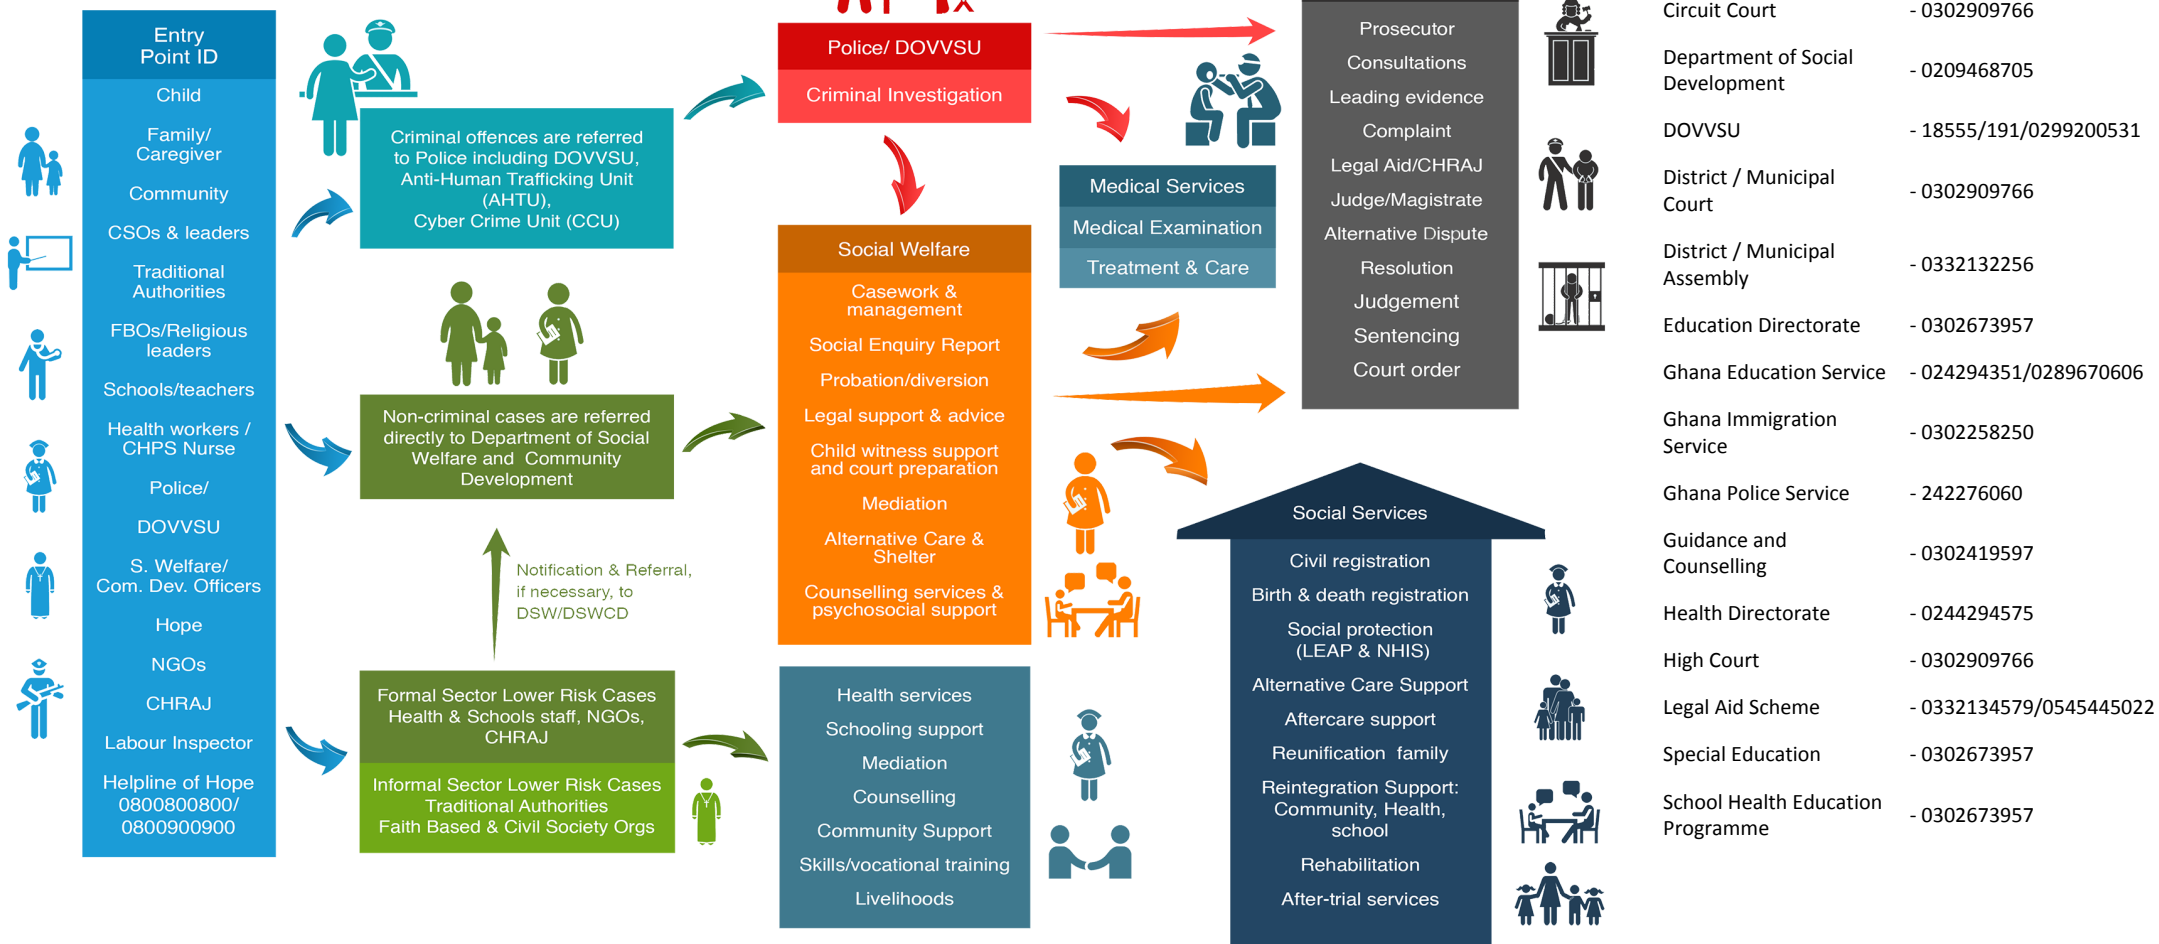 Entry
Point ID
Child
Family/
Caregiver
Community
CSOs & leaders
Traditional
Authorities
FBOs/Religious
leaders
Schools/teachers
Health workers /
CHPS Nurse
Police/
DOVVSU
S. Welfare/
Com. Dev. Officers
Hope
NGOs
CHRAJ
Labour Inspector
Helpline of Hope
0800800800/
0800900900
Criminal offences are referred
to Police including DOVVSU,
Anti-Human Trafficking Unit
(AHTU),
Cyber Crime Unit (CCU)
Non-criminal cases are referred
directly to Department of Social
Welfare and Community
Development
Notification & Referral,
if necessary, to
DSW/DSWCD
Formal Sector Lower Risk Cases
Health & Schools staff, NGOs,
CHRAJ
Informal Sector Lower Risk Cases
Traditional Authorities
Faith Based & Civil Society Orgs
Police/ DOVVSU
Criminal Investigation
Social Welfare
Casework &
management
Social Enquiry Report
Probation/diversion
Legal support & advice
Child witness support
and court preparation
Mediation
Alternative Care &
Shelter
Counselling services &
psychosocial support
Health services
Schooling support
Mediation
Counselling
Community Support
Skills/vocational training
Livelihoods
Medical Services
Medical Examination
Treatment & Care
Prosecutor
Consultations
Leading evidence
Complaint
Legal Aid/CHRAJ
Judge/Magistrate
Alternative Dispute
Resolution
Judgement
Sentencing
Court order
Social Services
Civil registration
Birth & death registration
Social protection
(LEAP & NHIS)
Alternative Care Support
Aftercare support
Reunification family
Reintegration Support:
Community, Health,
school
Rehabilitation
After-trial services
Circuit Court - 0302909766
Department of Social
Development - 0209468705
DOVVSU - 18555/191/0299200531
District / Municipal
Court - 0302909766
District / Municipal
Assembly - 0332132256
Education Directorate - 0302673957
Ghana Education Service - 024294351/0289670606
Ghana Immigration
Service - 0302258250
Ghana Police Service - 242276060
Guidance and
Counselling - 0302419597
Health Directorate - 0244294575
High Court - 0302909766
Legal Aid Scheme - 0332134579/0545445022
Special Education - 0302673957
School Health Education
Programme - 0302673957